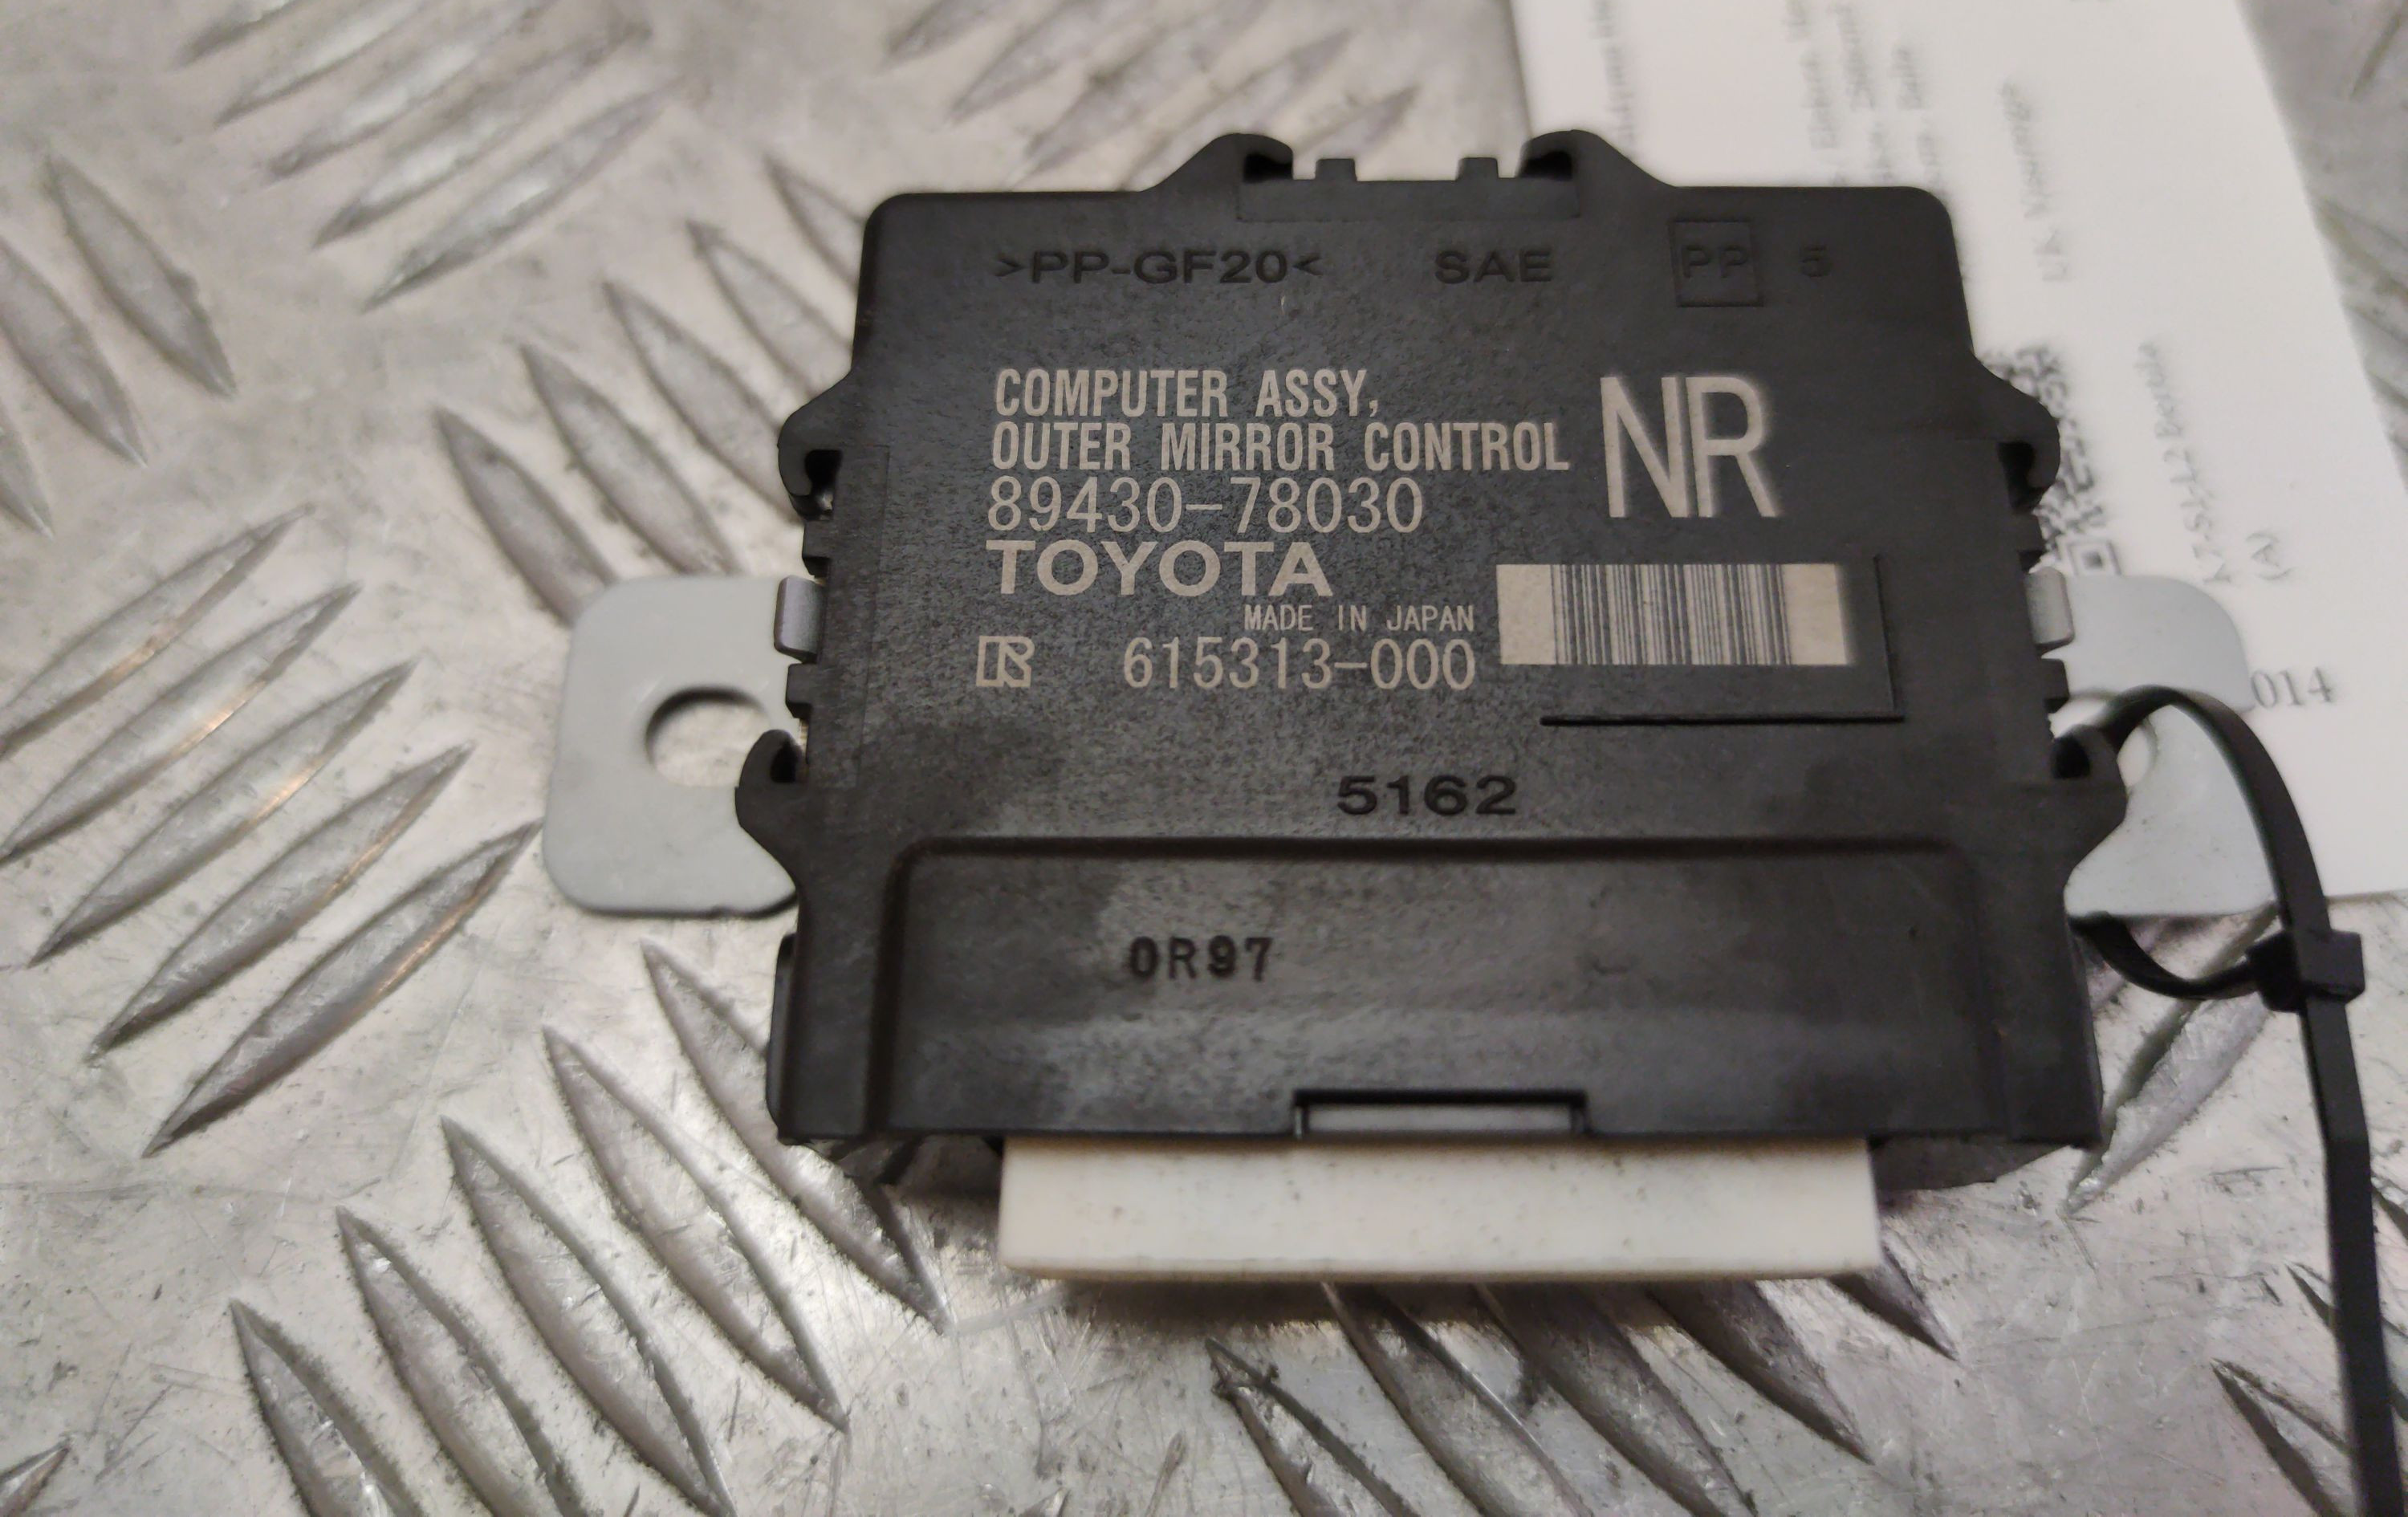 >PP-GF20< SAE PP 5
COMPUTER ASSY,
OUTER MIRROR CONTROL NR
89430-78030
TOYOTA
MADE IN JAPAN
615313-000
5162
0R97
014
(A)